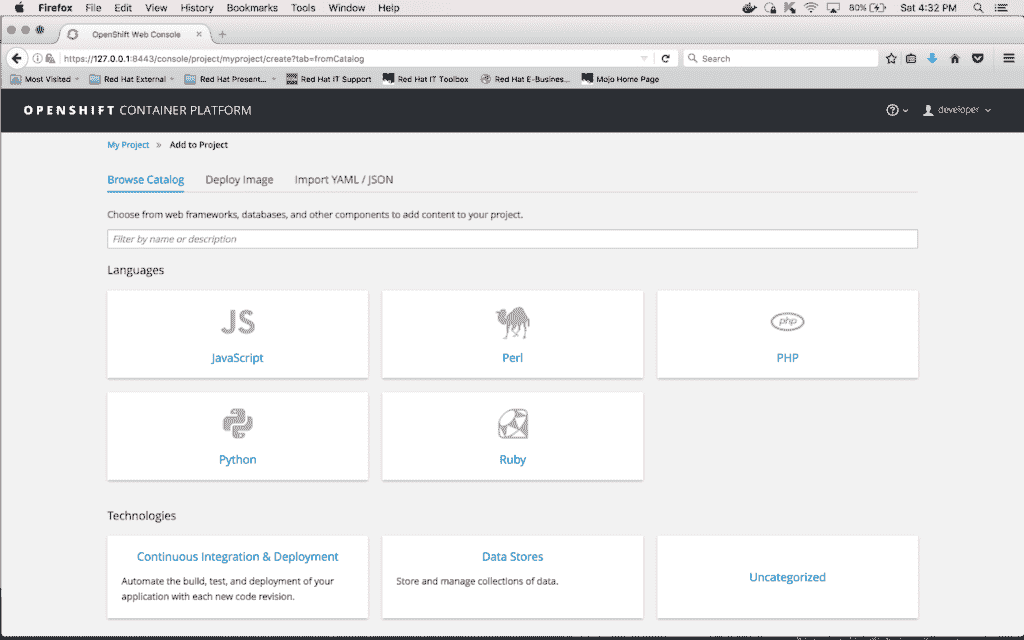 Firefox File Edit View History Bookmarks Tools Window Help 80% Sat 4:32 PM
OpenShift Web Console
https://127.0.0.1:8443/console/project/myproject/create?tab=fromCatalog Search
Most Visited Red Hat External Red Hat Present... Red Hat IT Support Red Hat IT Toolbox Red Hat E-Busines... Mojo Home Page
OPENSHIFT CONTAINER PLATFORM developer
My Project » Add to Project
Browse Catalog Deploy Image Import YAML / JSON
Choose from web frameworks, databases, and other components to add content to your project.
Filter by name or description
Languages
JS php
JavaScript Perl PHP
Python Ruby
Technologies
Continuous Integration & Deployment Data Stores Uncategorized
Automate the build, test, and deployment of your Store and manage collections of data.
application with each new code revision.